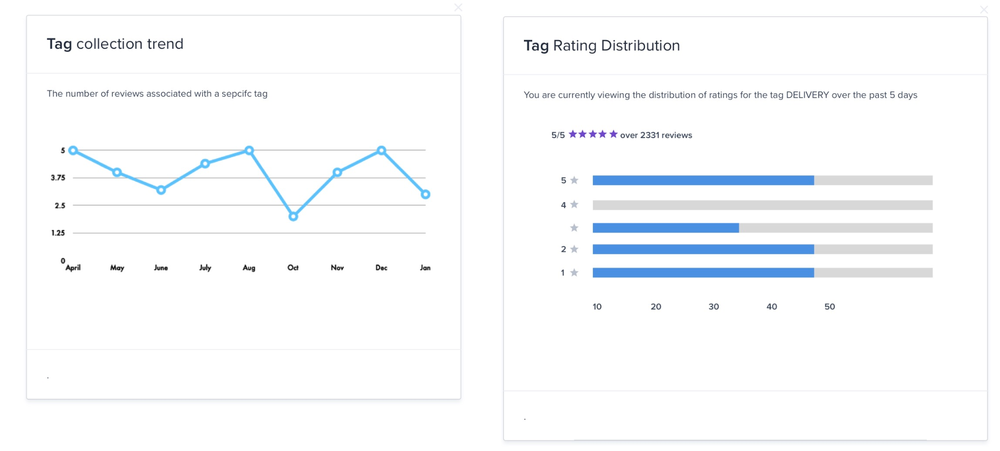 Tag collection trend
The number of reviews associated with a sepcifc tag
5
3.75
2.5
1.25
0
April May June July Aug Oct Nov Dec Jan
.
Tag Rating Distribution
You are currently viewing the distribution of ratings for the tag DELIVERY over the past 5 days
5/5 ★★★★★ over 2331 reviews
5 ★
4 ★
★
2 ★
1 ★
10 20 30 40 50
.